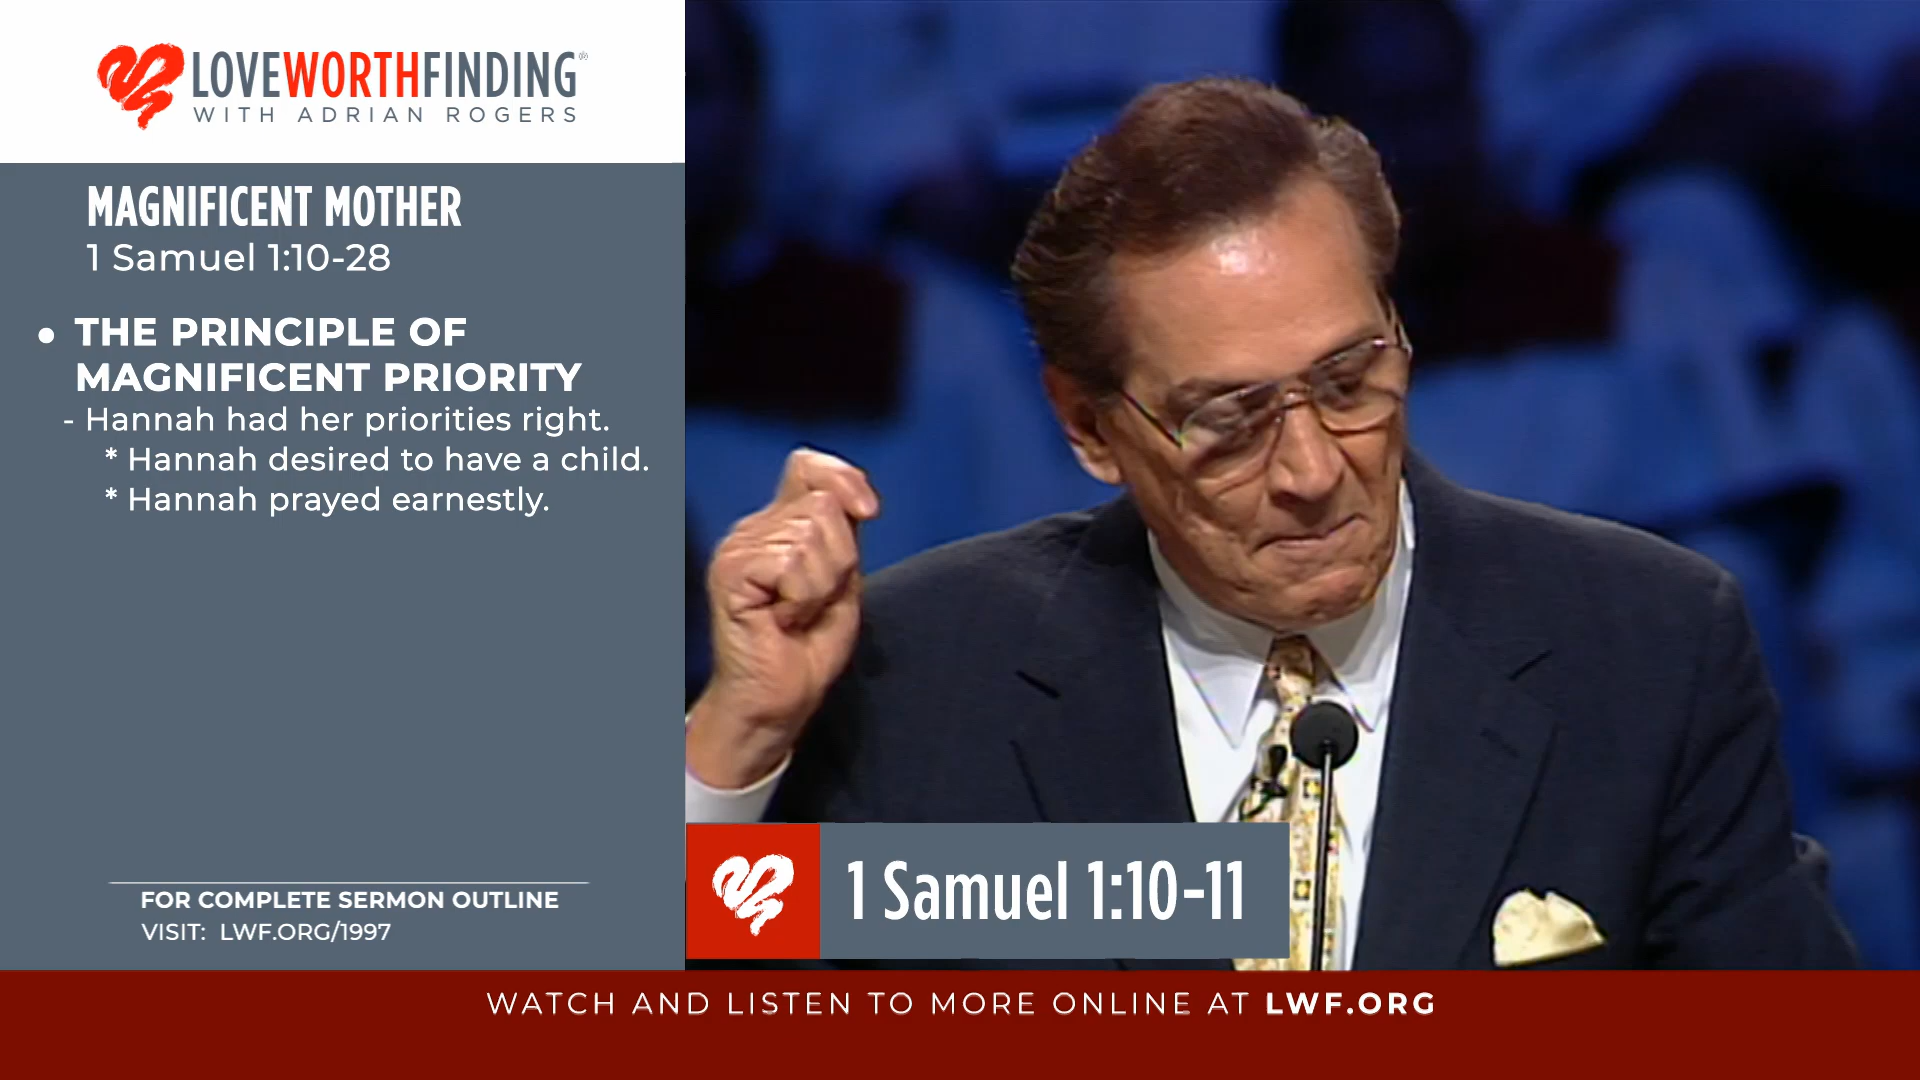 LOVEWORTHFINDING®
WITH ADRIAN ROGERS
MAGNIFICENT MOTHER
1 Samuel 1:10-28
• THE PRINCIPLE OF
MAGNIFICENT PRIORITY
- Hannah had her priorities right.
* Hannah desired to have a child.
* Hannah prayed earnestly.
FOR COMPLETE SERMON OUTLINE
VISIT: LWF.ORG/1997
1 Samuel 1:10-11
WATCH AND LISTEN TO MORE ONLINE AT LWF.ORG